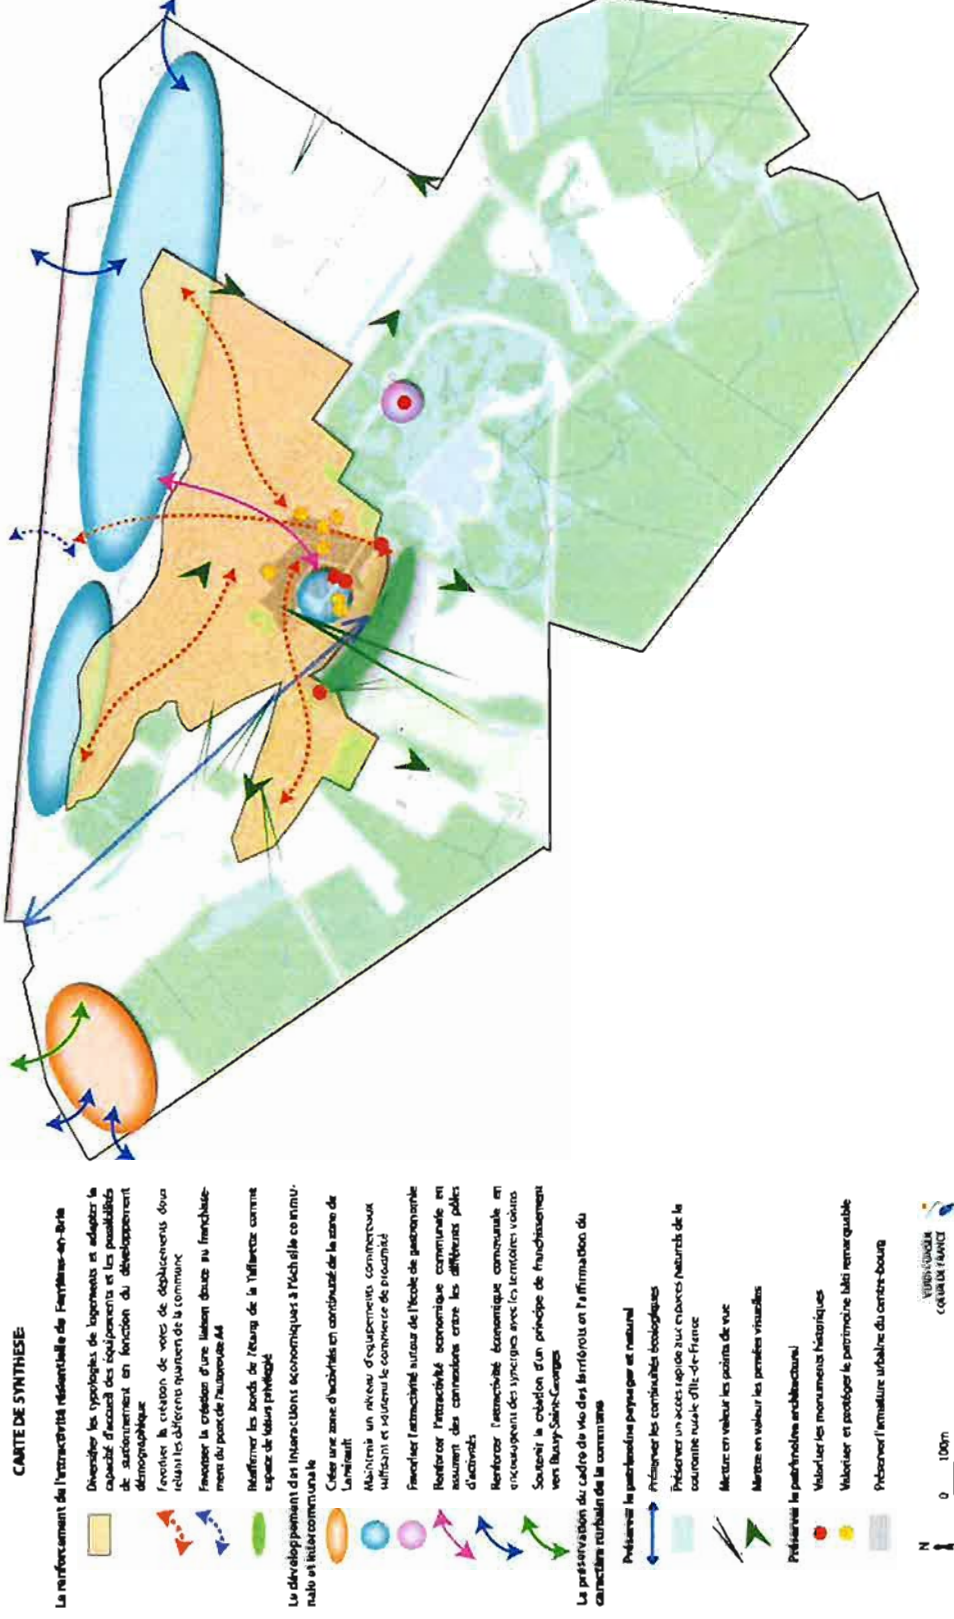 CARTE DE SYNTHESE:
Le renforcement de l'attractivité résidentielle de Ferrières-en-Brie
Diversifier les typologies de logements et adapter la
capacité d'accueil des équipements et les possibilités
de stationnement en fonction du développement
démographique
Favoriser la création de voies de déplacements doux
reliant les différents quartiers de la commune
Favoriser la création d'une liaison douce au franchisse-
ment du pont de l'autoroute A4
Réaffirmer les bords de l'étang de la Taffarette comme
espace de loisirs privilégié
Le développement des interactions économiques à l'échelle commu-
nale et intercommunale
Créer une zone d'activités en continuité de la zone de
Lamirault
Maintenir un niveau d'équipements commerciaux
suffisant et soutenir le commerce de proximité
Favoriser l'attractivité autour de l'école de gastronomie
Renforcer l'attractivité économique communale en
assurant des connexions entre les différents pôles
d'activités
Renforcer l'attractivité économique communale en
encourageant des synergies avec les territoires voisins
Soutenir la création d'un principe de franchissement
vers Bussy-Saint-Georges
La préservation du cadre de vie des ferriérois et l'affirmation du
caractère rurbain de la commune
Préserver le patrimoine paysager et naturel
Préserver les continuités écologiques
Préserver un accès rapide aux espaces naturels de la
couronne rurale d'Île-de-France
Mettre en valeur les points de vue
Mettre en valeur les percées visuelles
Préserver le patrimoine architectural
Valoriser les monuments historiques
Valoriser et protéger le patrimoine bâti remarquable
Préserver l'armature urbaine du centre-bourg
N
0 100m
COEUR DE FRANCE